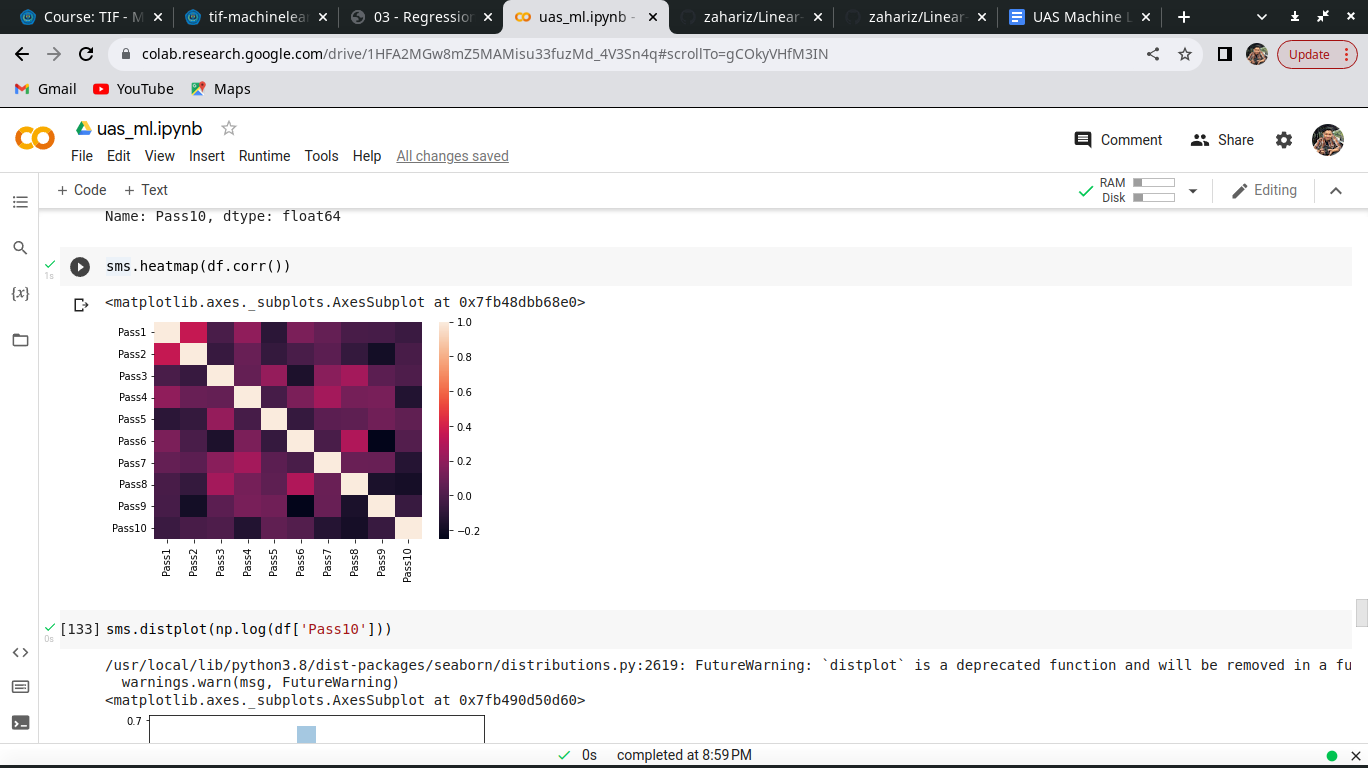 Course: TIF - M
tif-machinelear
03 - Regression
uas_ml.ipynb -
zahariz/Linear-
zahariz/Linear-
UAS Machine L
colab.research.google.com/drive/1HFA2MGw8mZ5MAMisu33fuzMd_4V3Sn4q#scrollTo=gCOkyVHfM3IN
Update
Gmail
YouTube
Maps
uas_ml.ipynb
File Edit View Insert Runtime Tools Help All changes saved
Comment
Share
+ Code + Text
RAM
Disk
Editing
Name: Pass10, dtype: float64
1s
sms.heatmap(df.corr())
{x}
<matplotlib.axes._subplots.AxesSubplot at 0x7fb48dbb68e0>
Pass1
Pass2
Pass3
Pass4
Pass5
Pass6
Pass7
Pass8
Pass9
Pass10
1.0
0.8
0.6
0.4
0.2
0.0
−0.2
Pass1
Pass2
Pass3
Pass4
Pass5
Pass6
Pass7
Pass8
Pass9
Pass10
0s
[133] sms.distplot(np.log(df['Pass10']))
/usr/local/lib/python3.8/dist-packages/seaborn/distributions.py:2619: FutureWarning: `distplot` is a deprecated function and will be removed in a fu
warnings.warn(msg, FutureWarning)
<matplotlib.axes._subplots.AxesSubplot at 0x7fb490d50d60>
0.7
0s completed at 8:59 PM